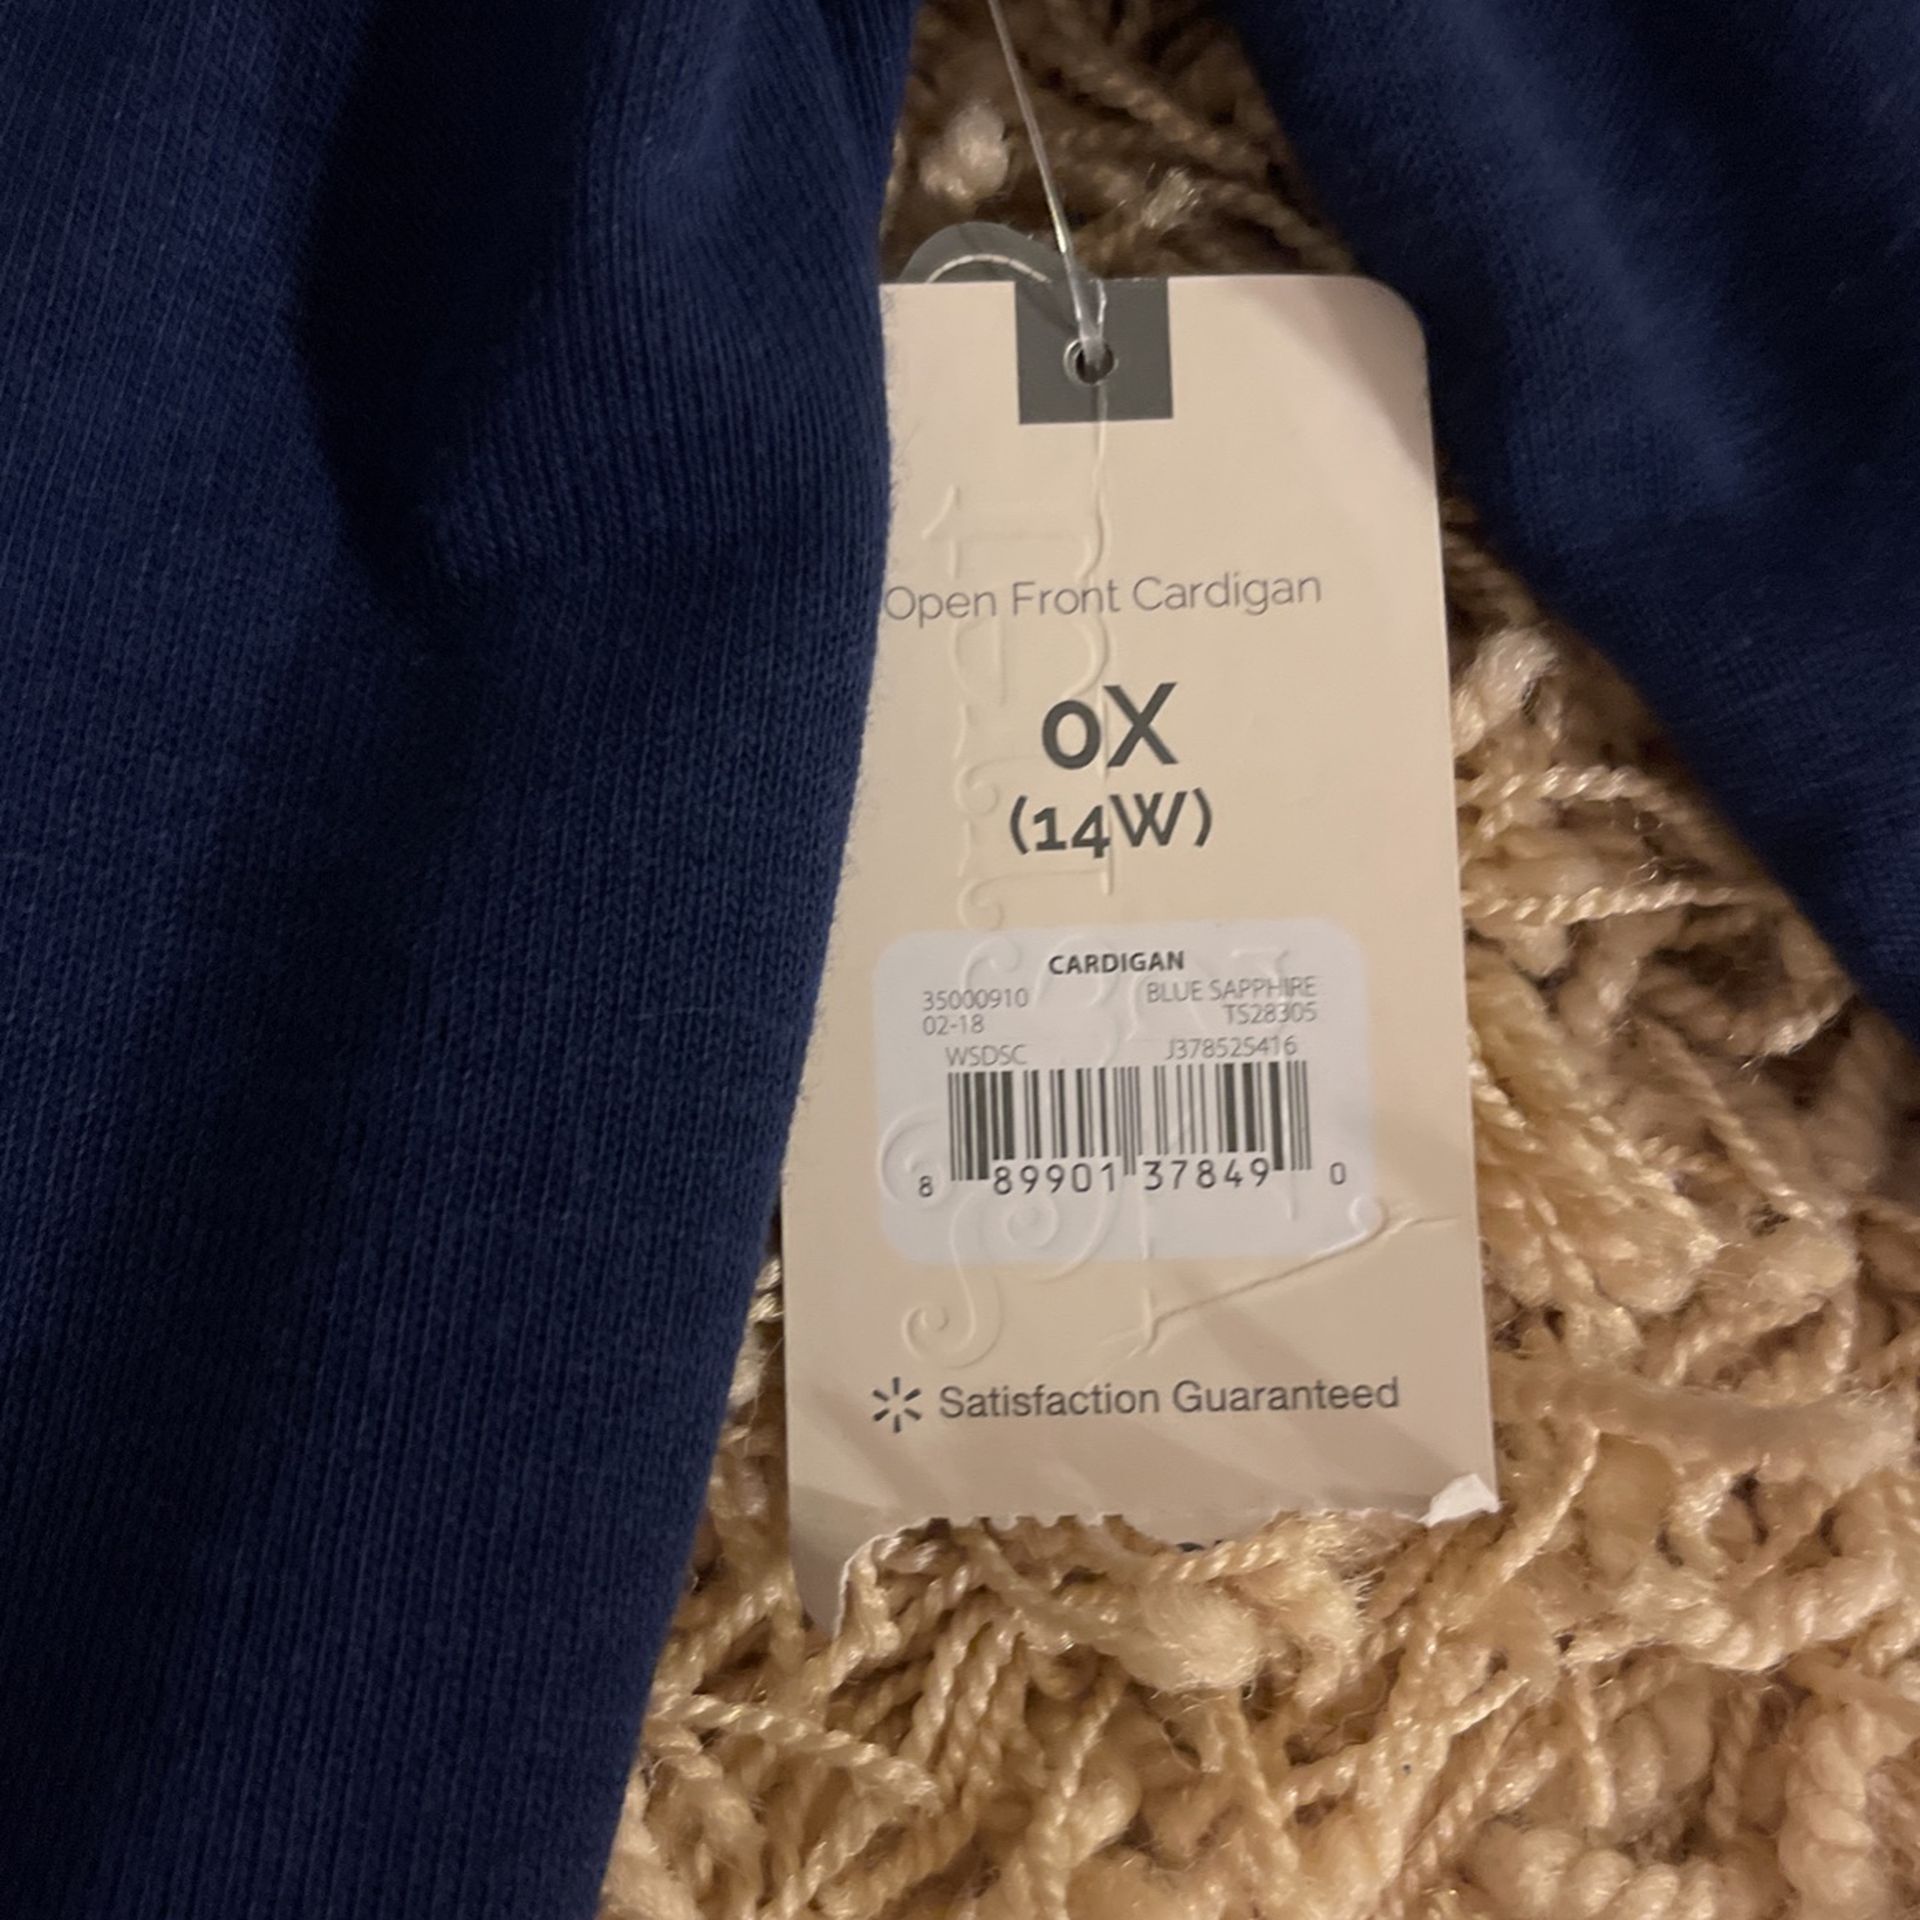 Open Front Cardigan
0X
(14W)
CARDIGAN
35000910 BLUE SAPPHIRE
02-18 TS28305
WSDSC J378525416
8 89901 37849 0
Satisfaction Guaranteed